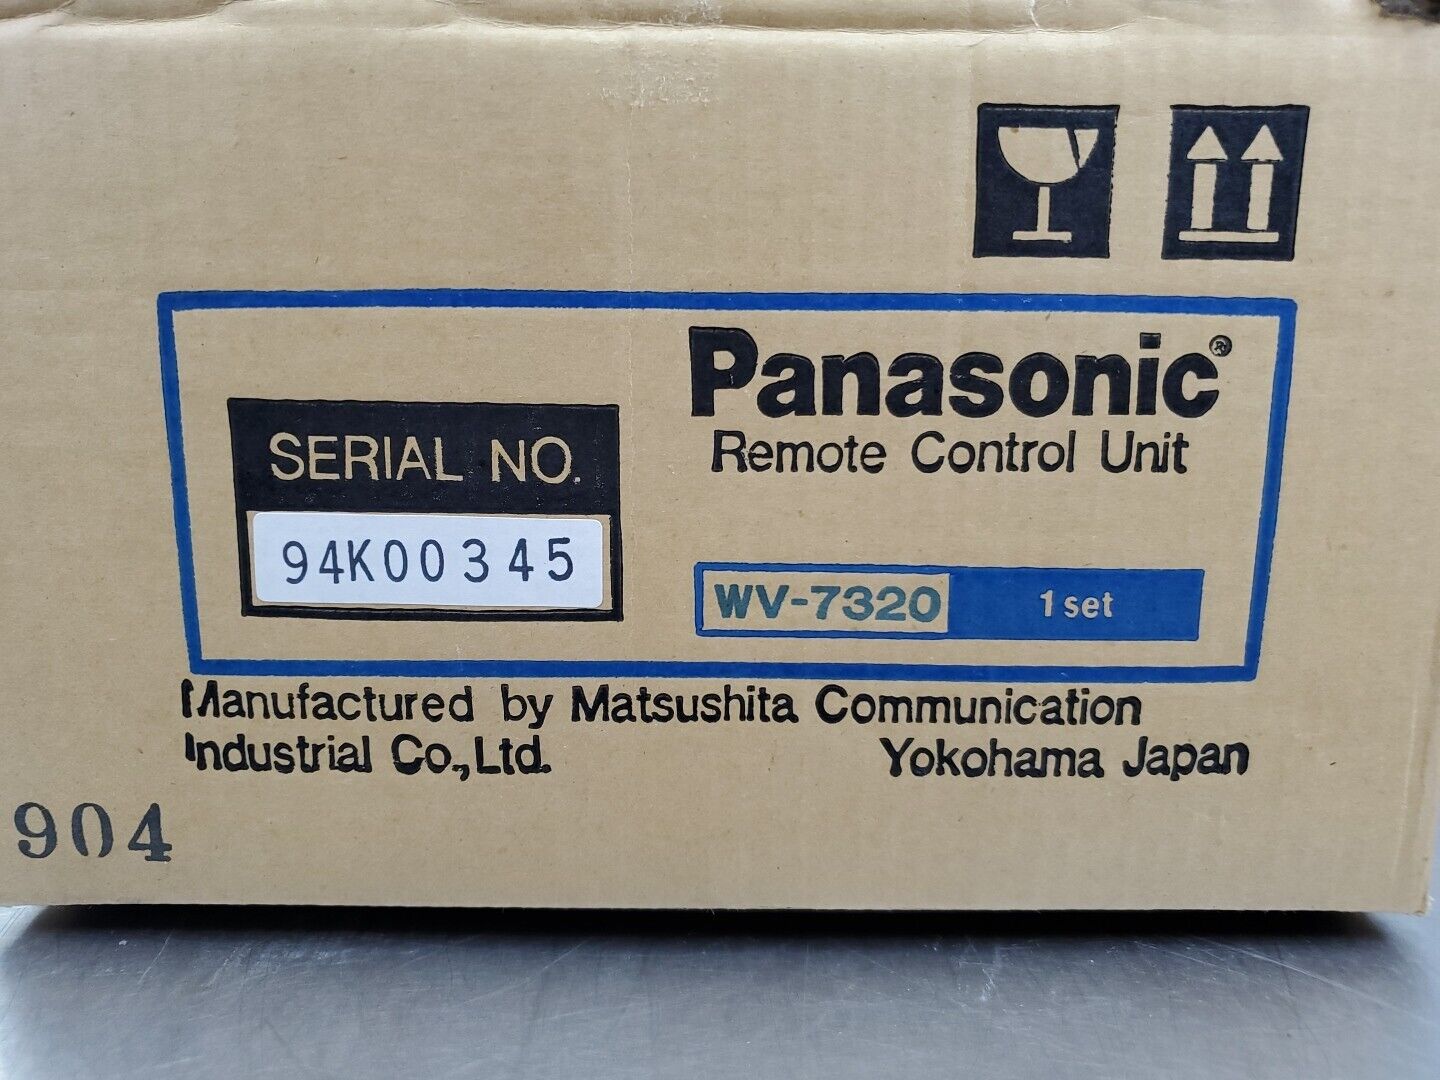 Panasonic®
Remote Control Unit
SERIAL NO.
94K00345
WV-7320 1 set
Manufactured by Matsushita Communication
Industrial Co.,Ltd. Yokohama Japan
904